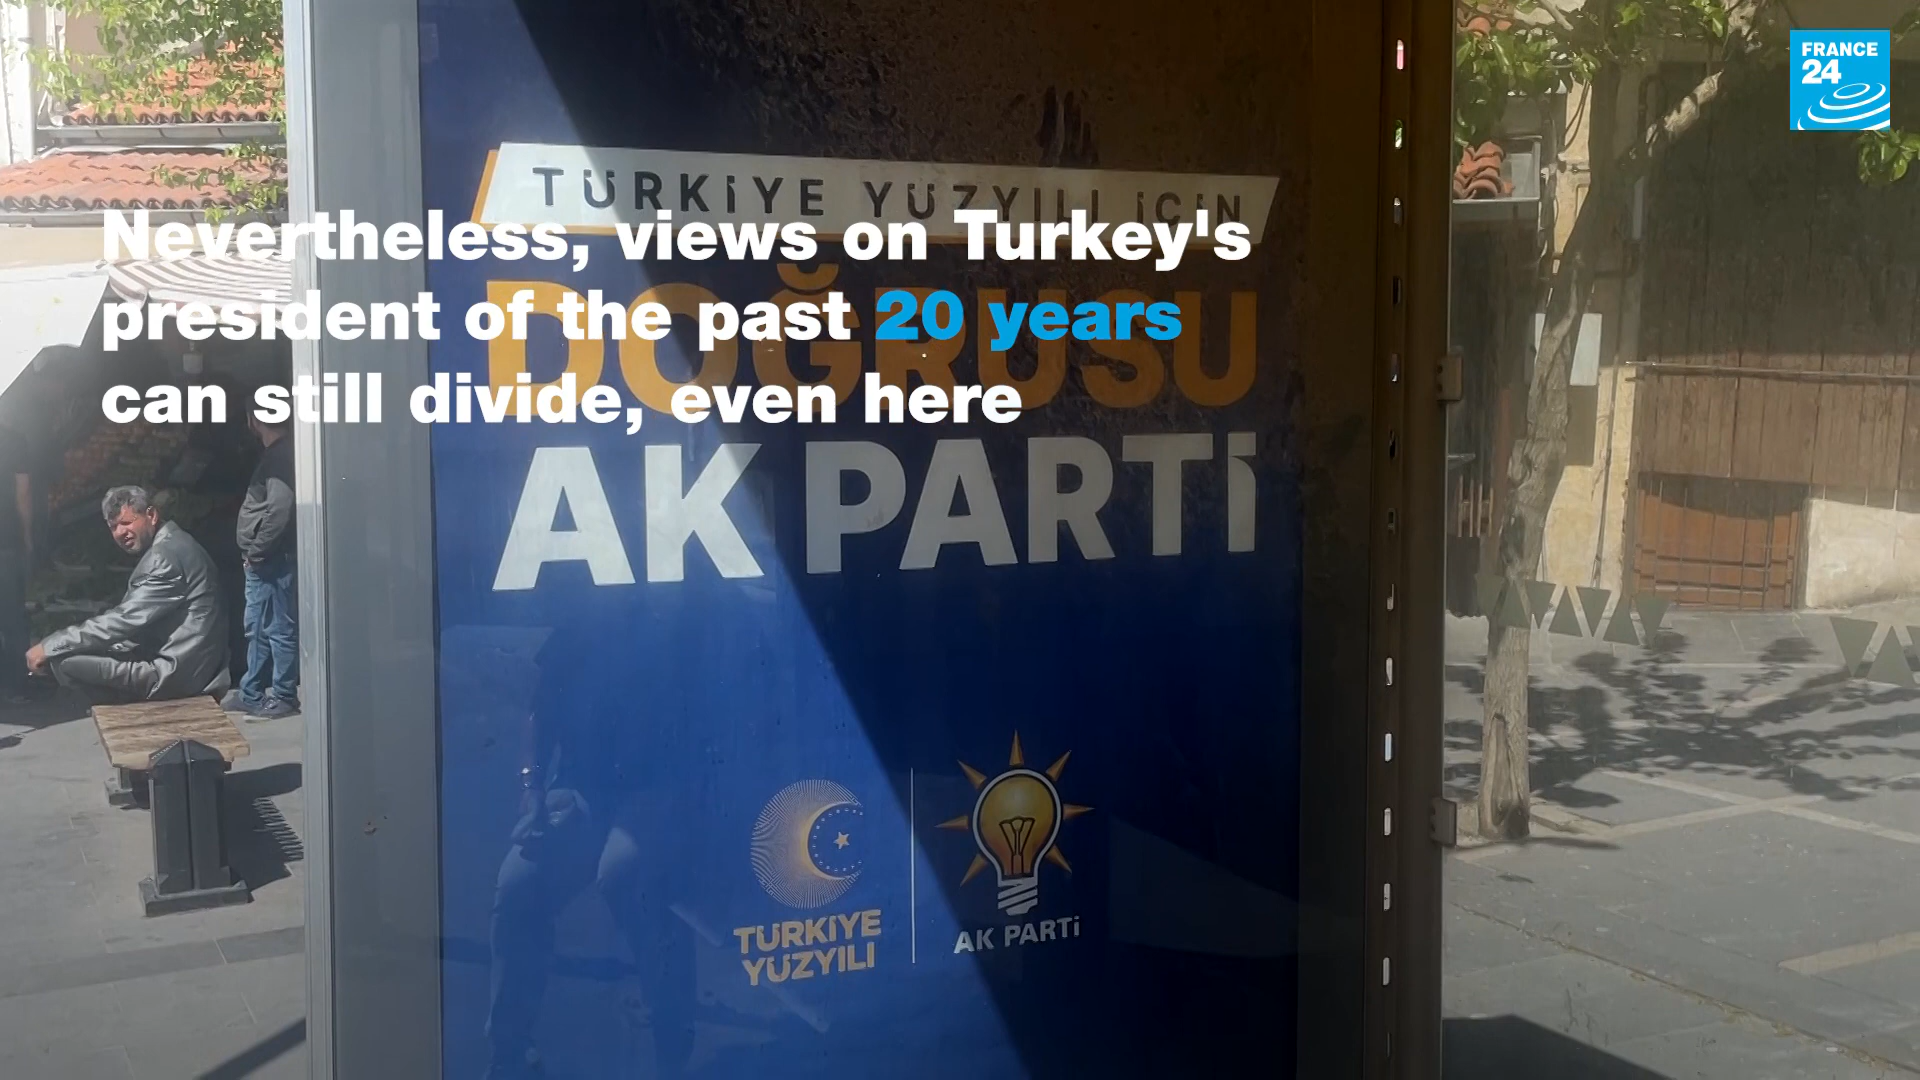 FRANCE
24
TÜRKİYE YÜZYILI İÇİN
Nevertheless, views on Turkey's
president of the past 20 years
can still divide, even here
DOĞRUSU
AK PARTİ
TÜRKİYE
YÜZYILI
AK PARTİ